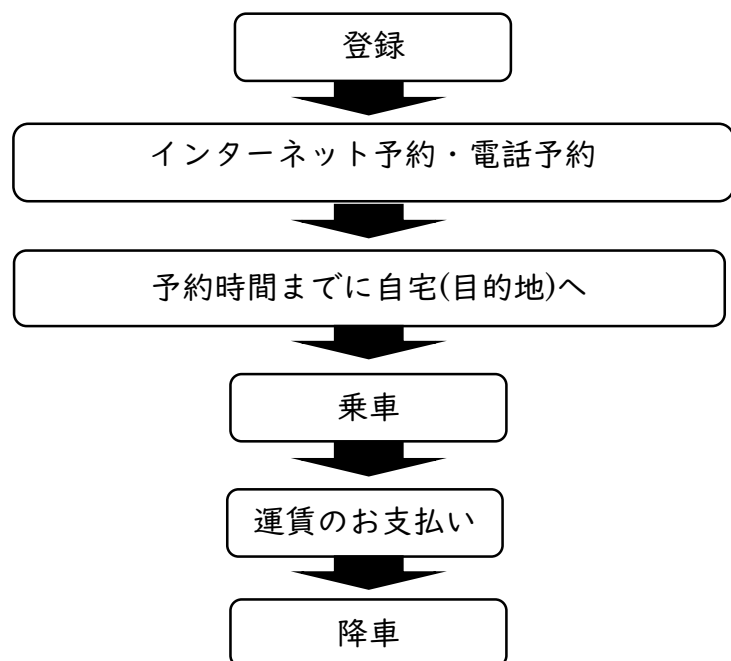 登録
インターネット予約・電話予約
予約時間までに自宅(目的地)へ
乗車
運賃のお支払い
降車